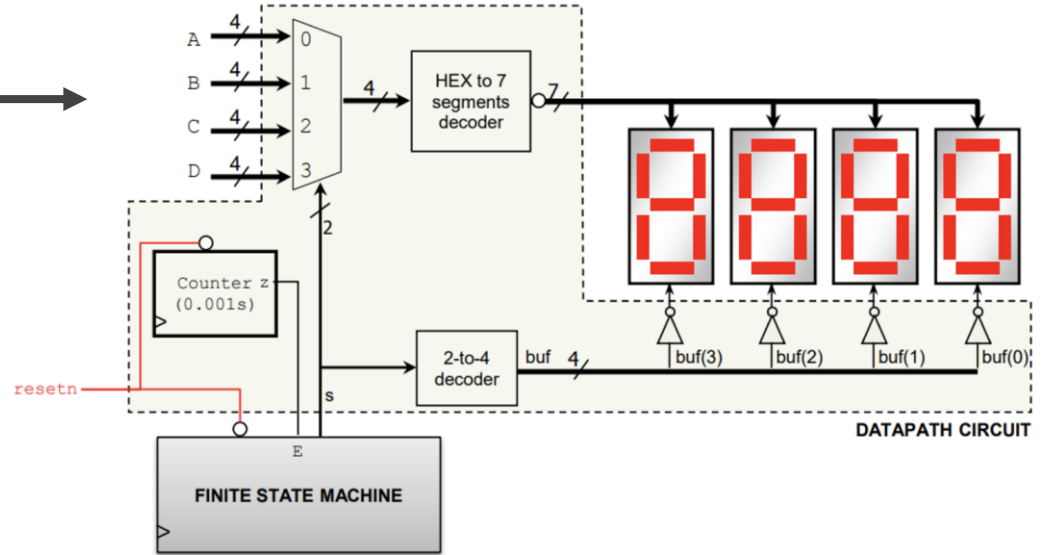 A 4 0
B 4 1
C 4 2
D 4 3
4
HEX to 7
segments
decoder
7
2
Counter z
(0.001s)
2-to-4
decoder
buf 4
buf(3) buf(2) buf(1) buf(0)
resetn
s
DATAPATH CIRCUIT
E
FINITE STATE MACHINE